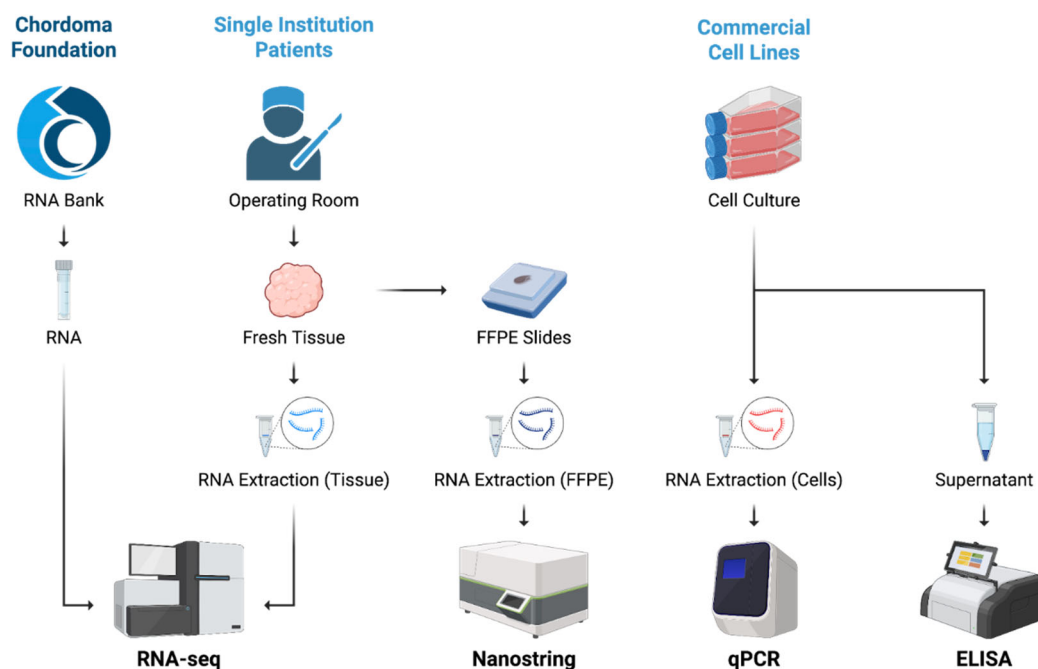 Chordoma
Foundation
Single Institution
Patients
Commercial
Cell Lines
RNA Bank
Operating Room
Cell Culture
RNA
Fresh Tissue
FFPE Slides
RNA Extraction (Tissue)
RNA Extraction (FFPE)
RNA Extraction (Cells)
Supernatant
RNA-seq
Nanostring
qPCR
ELISA